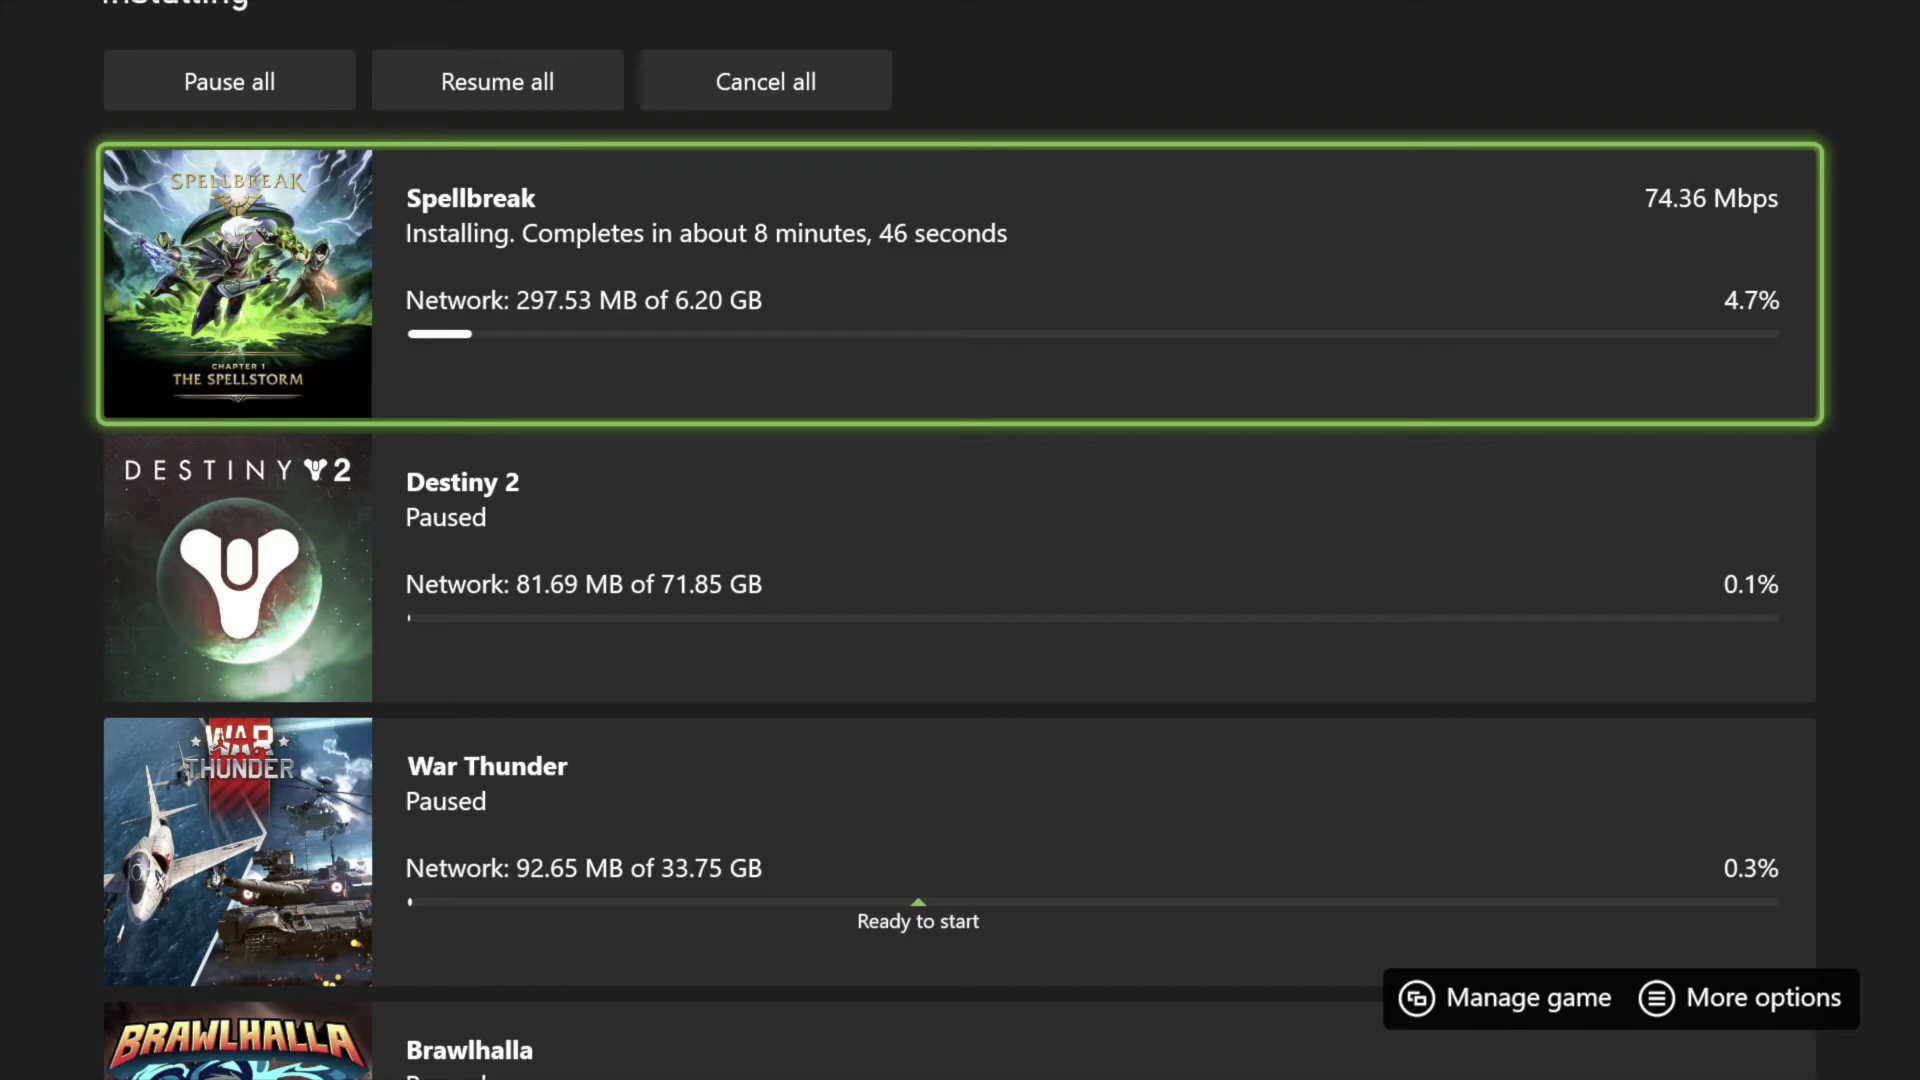 Installing
Pause all
Resume all
Cancel all
SPELLBREAK
CHAPTER 1
THE SPELLSTORM
Spellbreak
74.36 Mbps
Installing. Completes in about 8 minutes, 46 seconds
Network: 297.53 MB of 6.20 GB
4.7%
DESTINY 2
Destiny 2
Paused
Network: 81.69 MB of 71.85 GB
0.1%
WAR
THUNDER
War Thunder
Paused
Network: 92.65 MB of 33.75 GB
0.3%
Ready to start
Manage game
More options
BRAWLHALLA
Brawlhalla